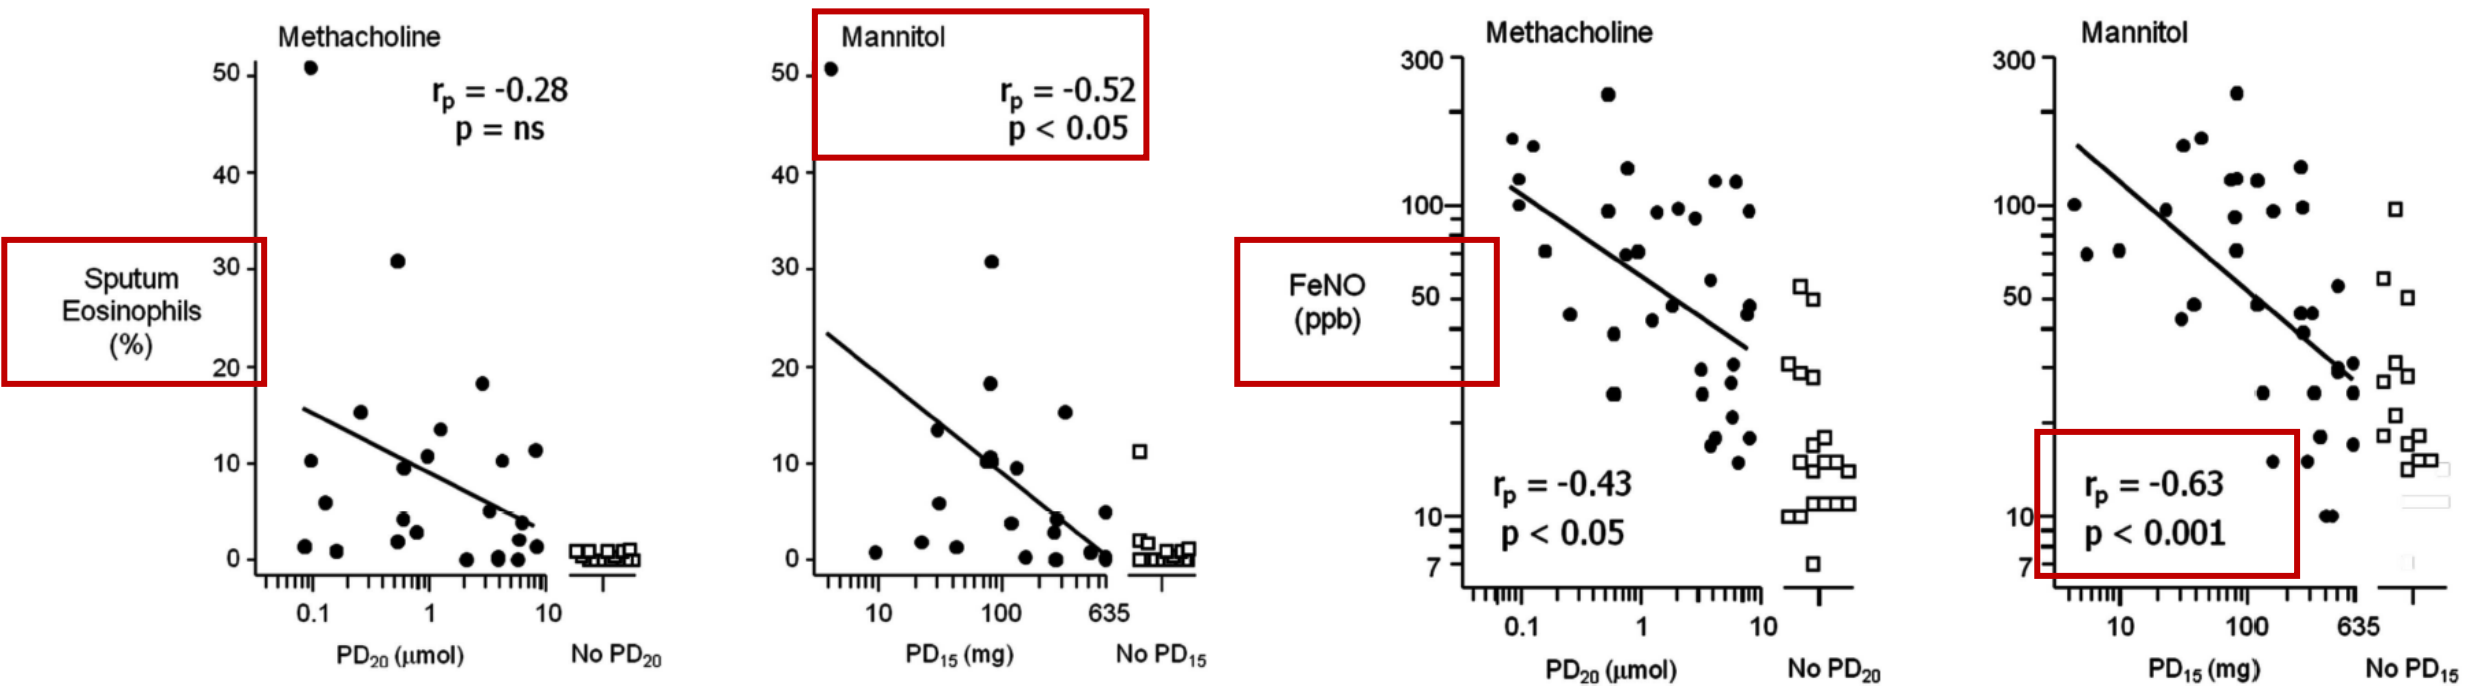 Methacholine
50
40
30
20
10
0
r_p = -0.28
p = ns
Sputum
Eosinophils
(%)
0.1 1 10
PD₂₀ (µmol) No PD₂₀
Mannitol
50
40
30
20
10
0
r_p = -0.52
p < 0.05
10 100 635
PD₁₅ (mg) No PD₁₅
Methacholine
300
100
50
10
7
FeNO
(ppb)
r_p = -0.43
p < 0.05
0.1 1 10
PD₂₀ (µmol) No PD₂₀
Mannitol
300
100
50
10
7
r_p = -0.63
p < 0.001
10 100 635
PD₁₅ (mg) No PD₁₅